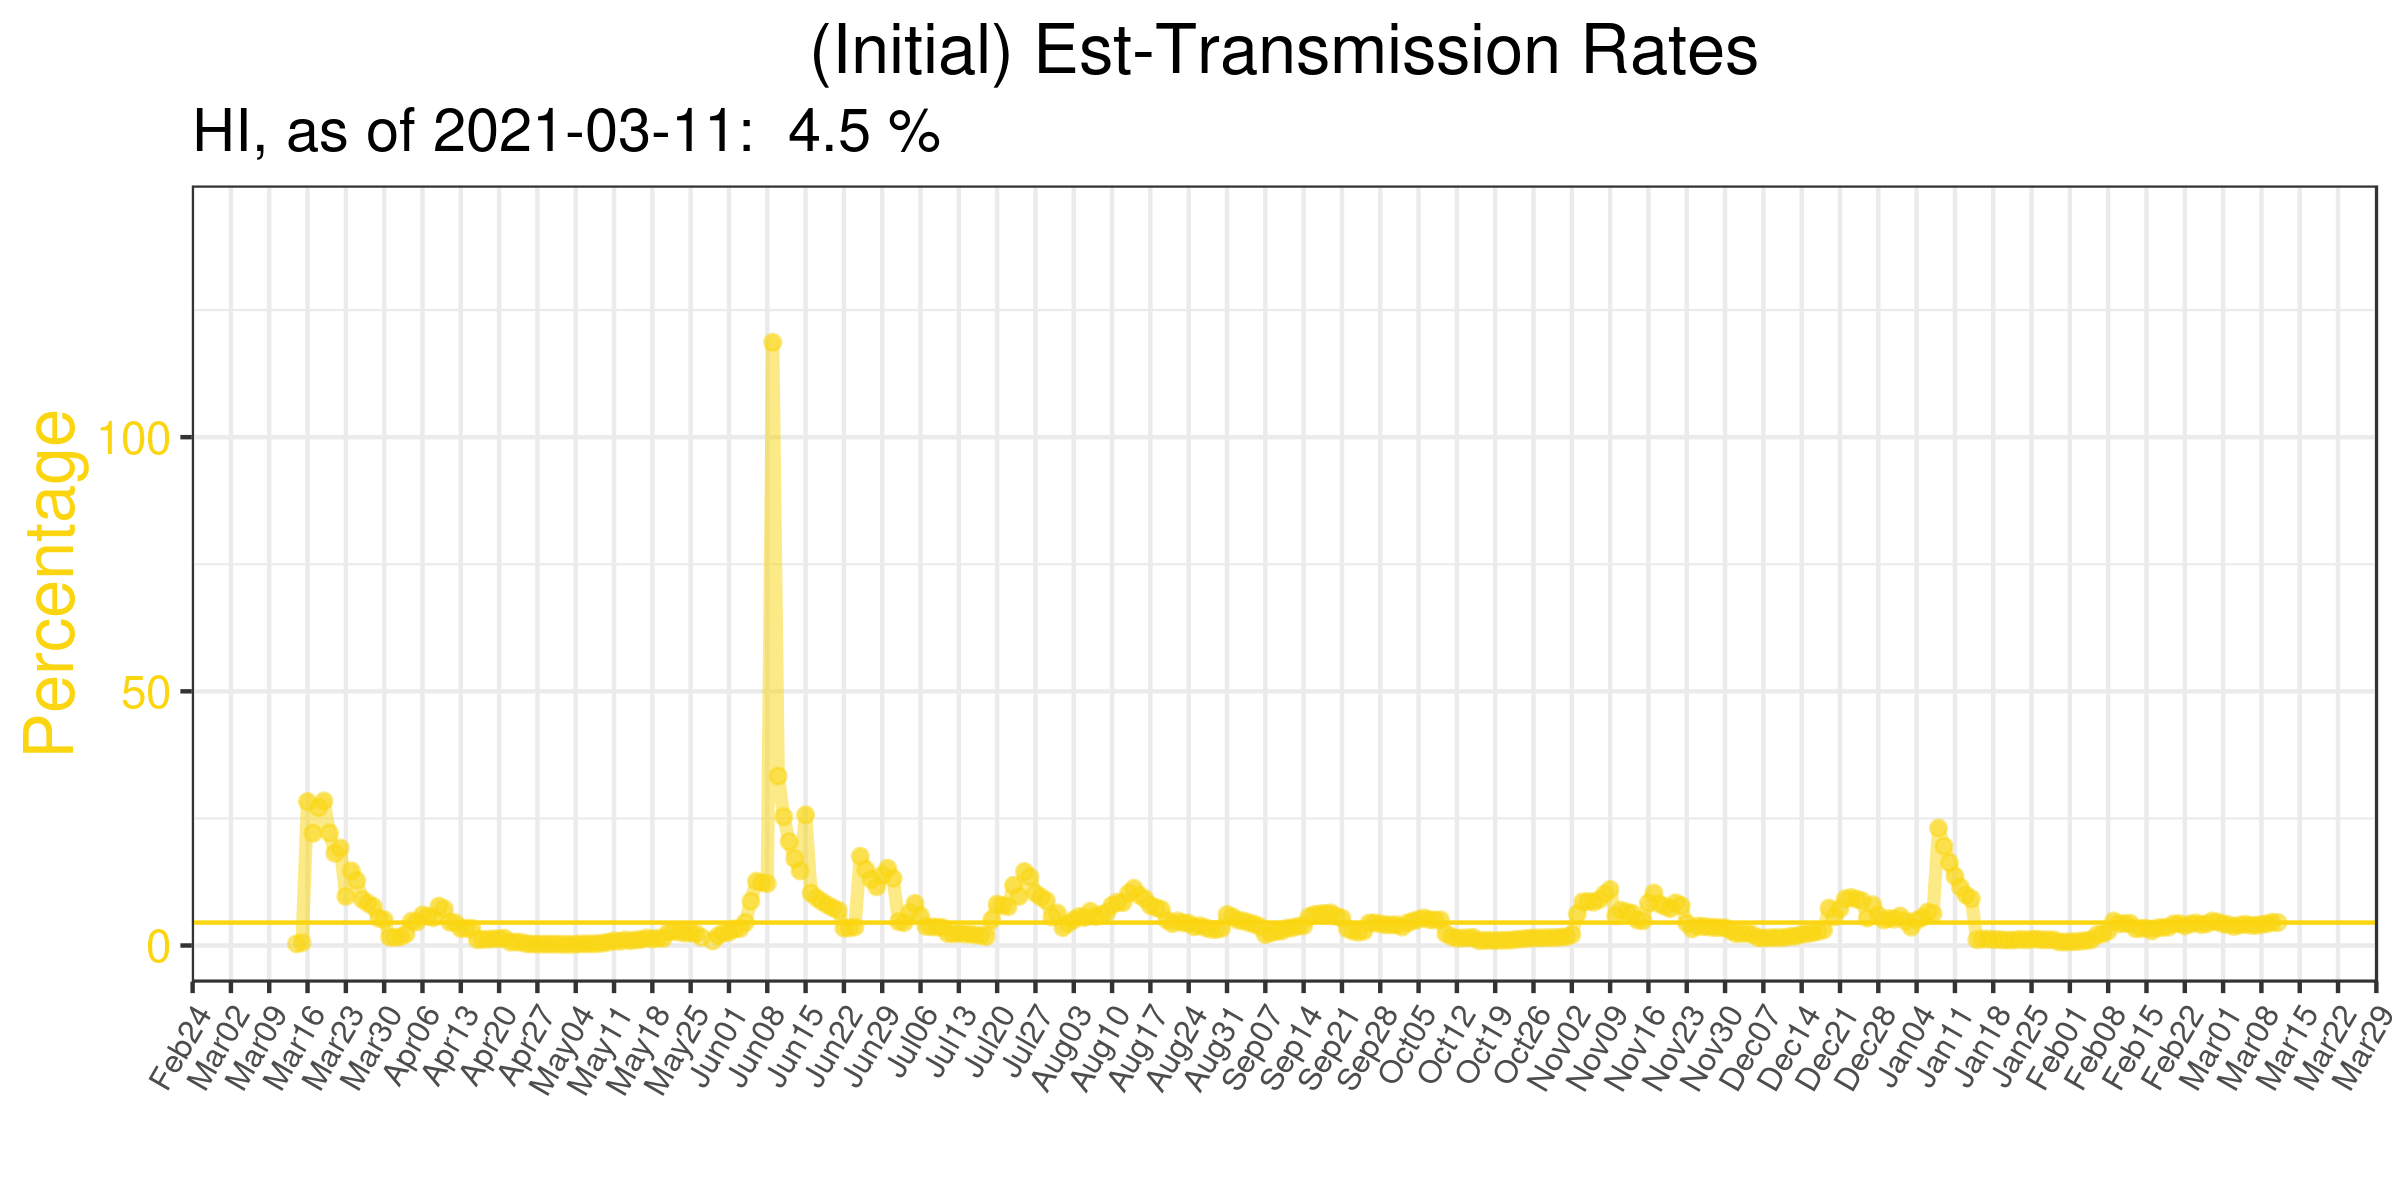 (Initial) Est-Transmission Rates
HI, as of 2021-03-11:  4.5 %
Percentage
100
50
0
Feb24 Mar02 Mar09 Mar16 Mar23 Mar30 Apr06 Apr13 Apr20 Apr27 May04 May11 May18 May25 Jun01 Jun08 Jun15 Jun22 Jun29 Jul06 Jul13 Jul20 Jul27 Aug03 Aug10 Aug17 Aug24 Aug31 Sep07 Sep14 Sep21 Sep28 Oct05 Oct12 Oct19 Oct26 Nov02 Nov09 Nov16 Nov23 Nov30 Dec07 Dec14 Dec21 Dec28 Jan04 Jan11 Jan18 Jan25 Feb01 Feb08 Feb15 Feb22 Mar01 Mar08 Mar15 Mar22 Mar29